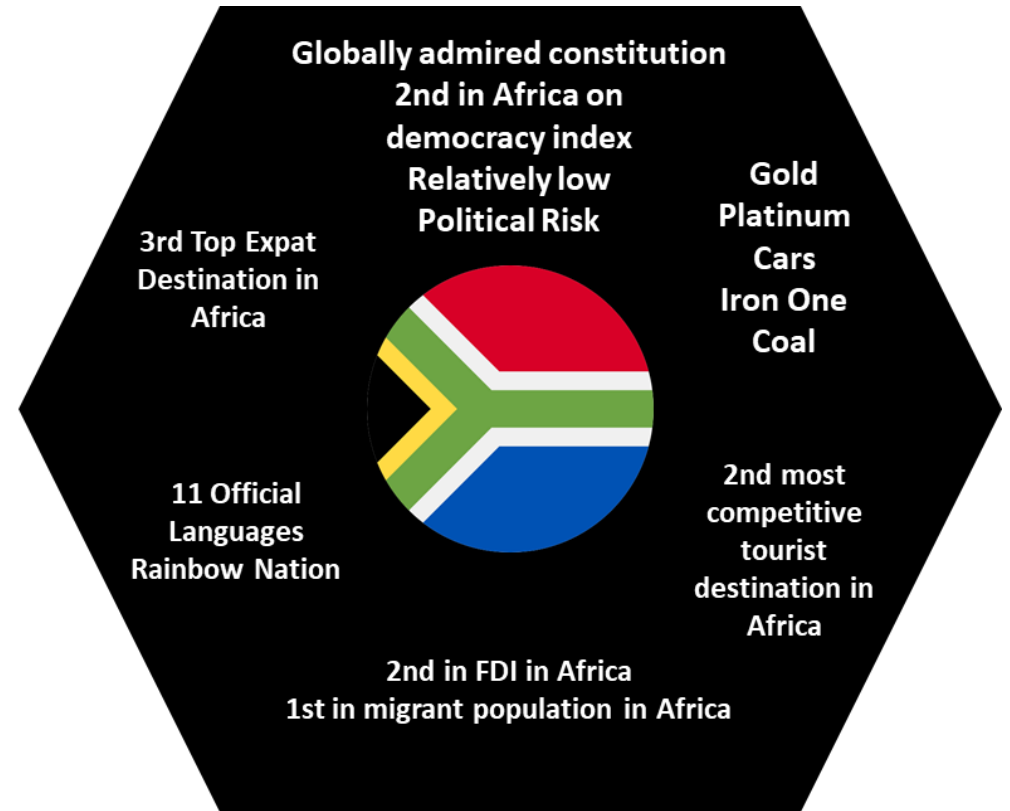 Globally admired constitution
2nd in Africa on
democracy index
Relatively low
Political Risk
Gold
Platinum
Cars
Iron One
Coal
3rd Top Expat
Destination in
Africa
11 Official
Languages
Rainbow Nation
2nd most
competitive
tourist
destination in
Africa
2nd in FDI in Africa
1st in migrant population in Africa